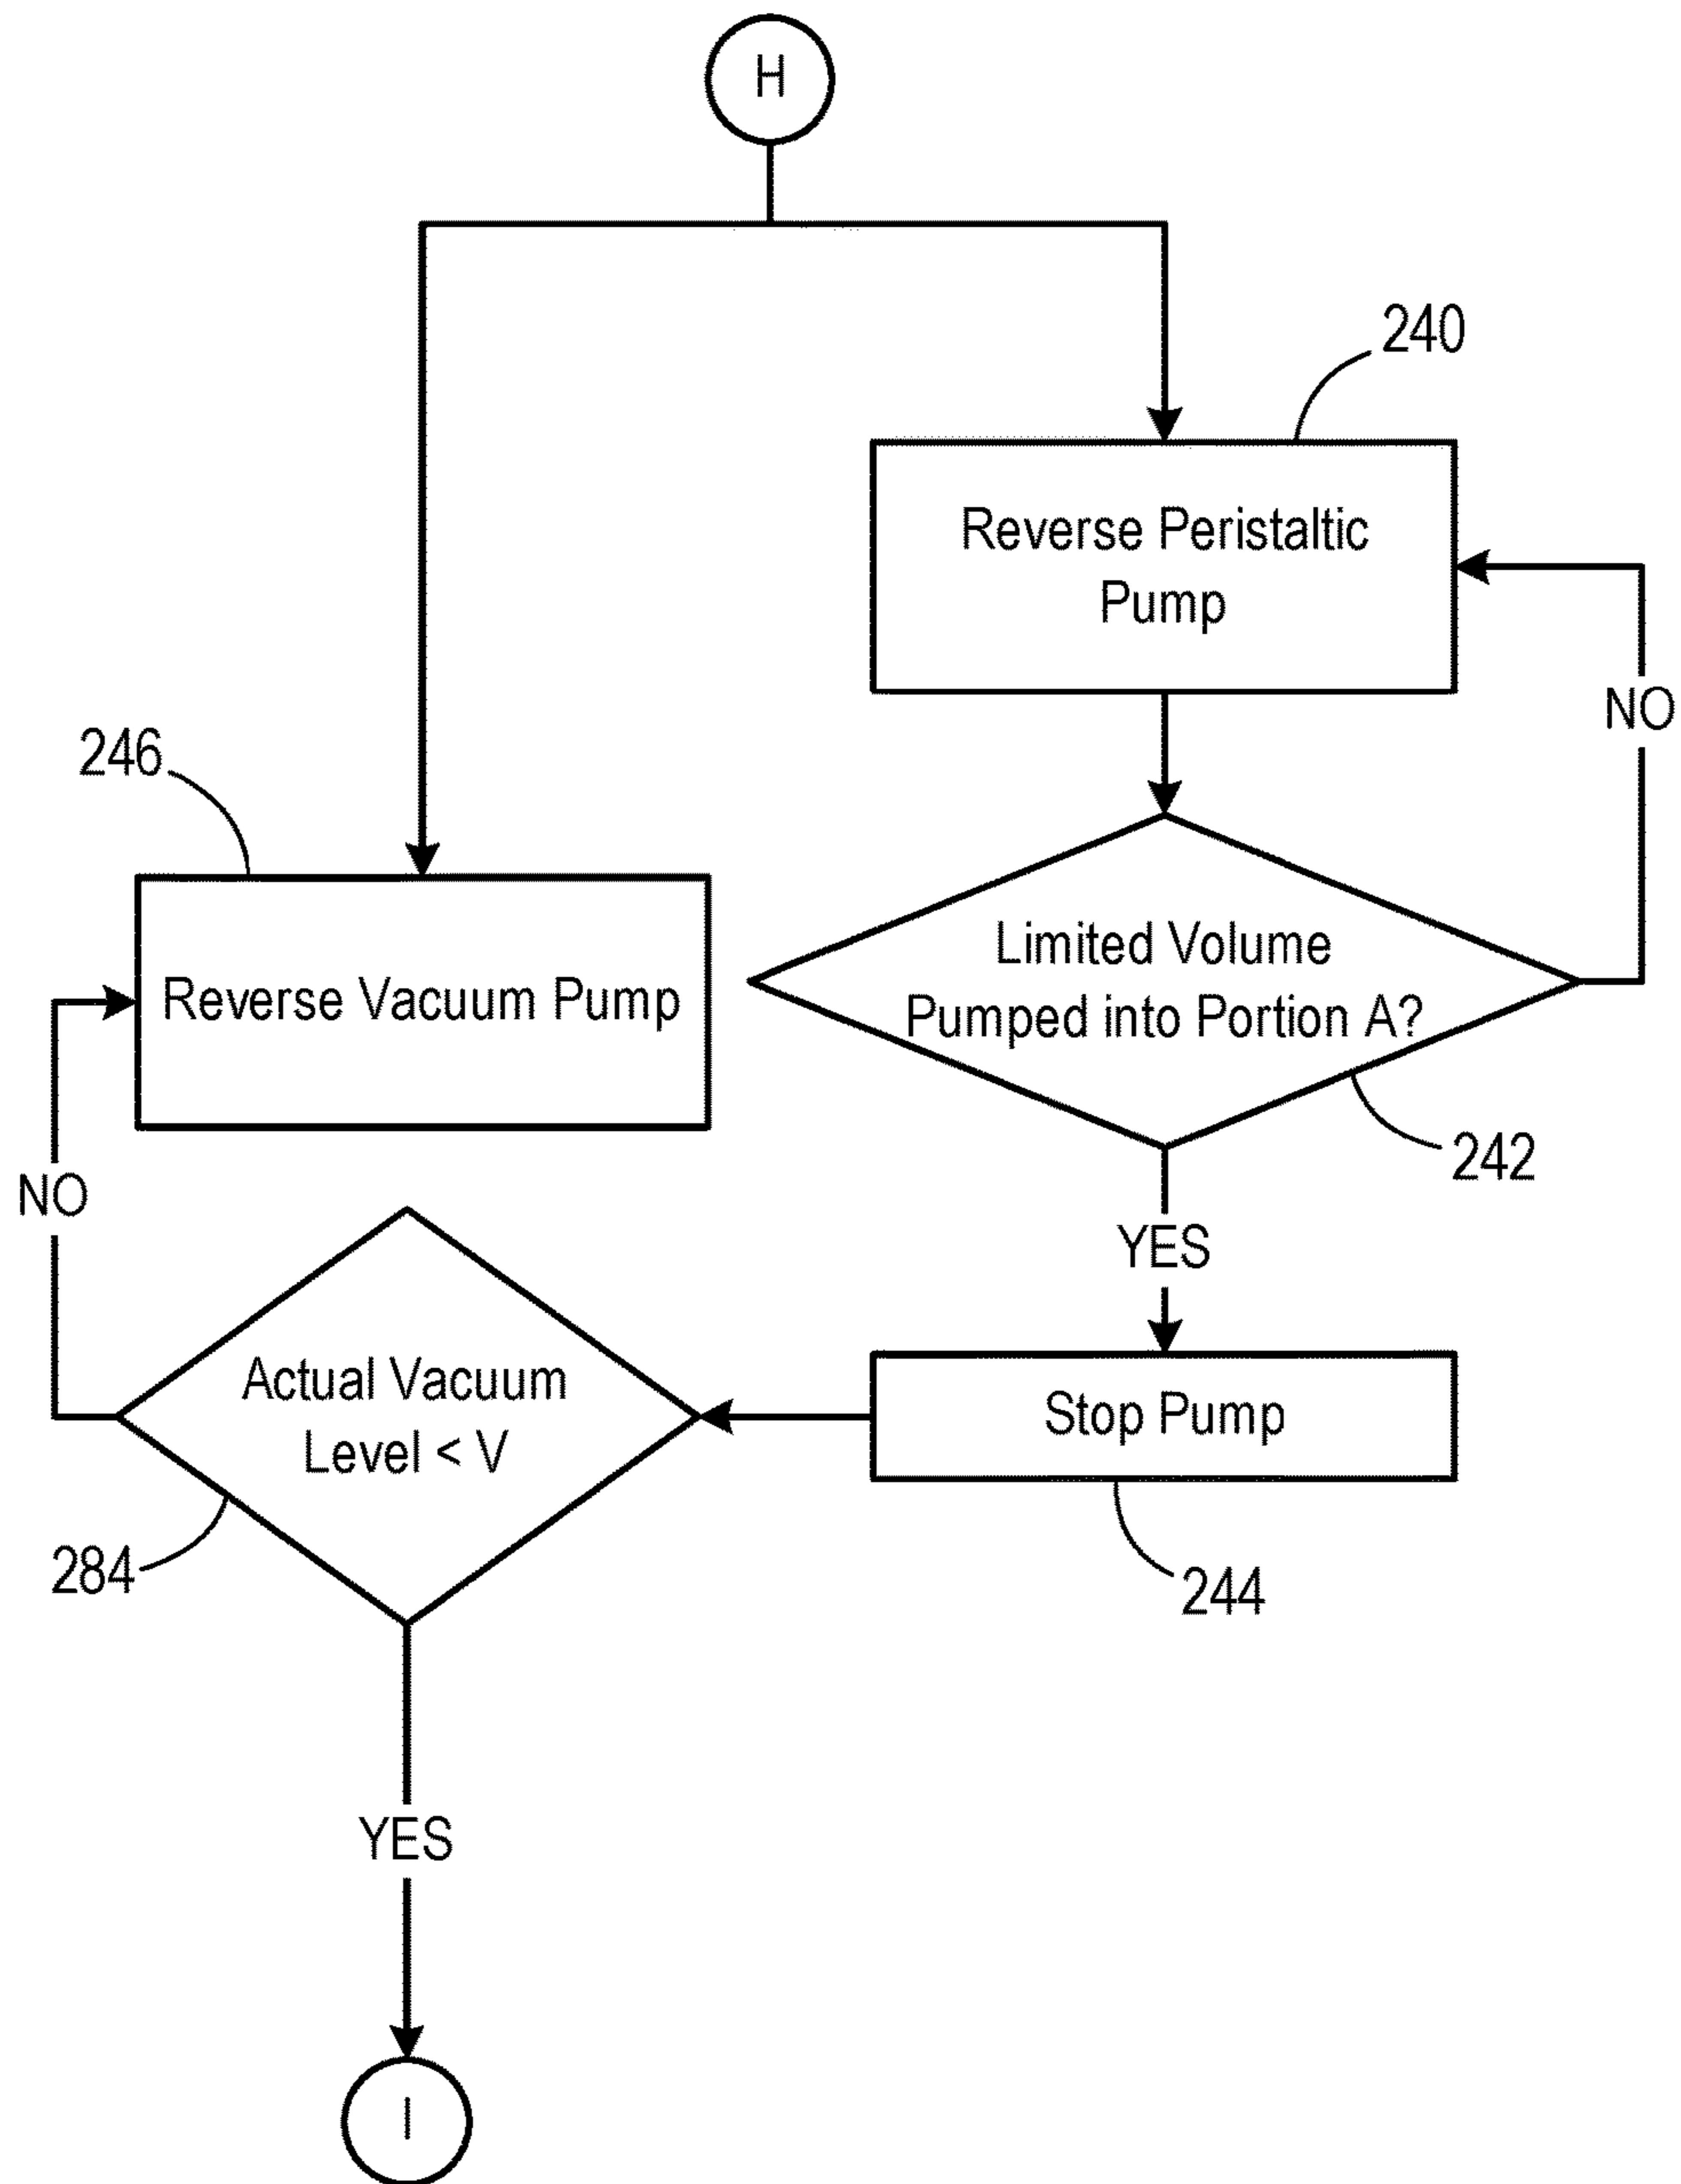 H
240
Reverse Peristaltic
Pump
NO
246
Reverse Vacuum Pump
Limited Volume
Pumped into Portion A?
242
NO
YES
Actual Vacuum
Level < V
Stop Pump
284
244
YES
I